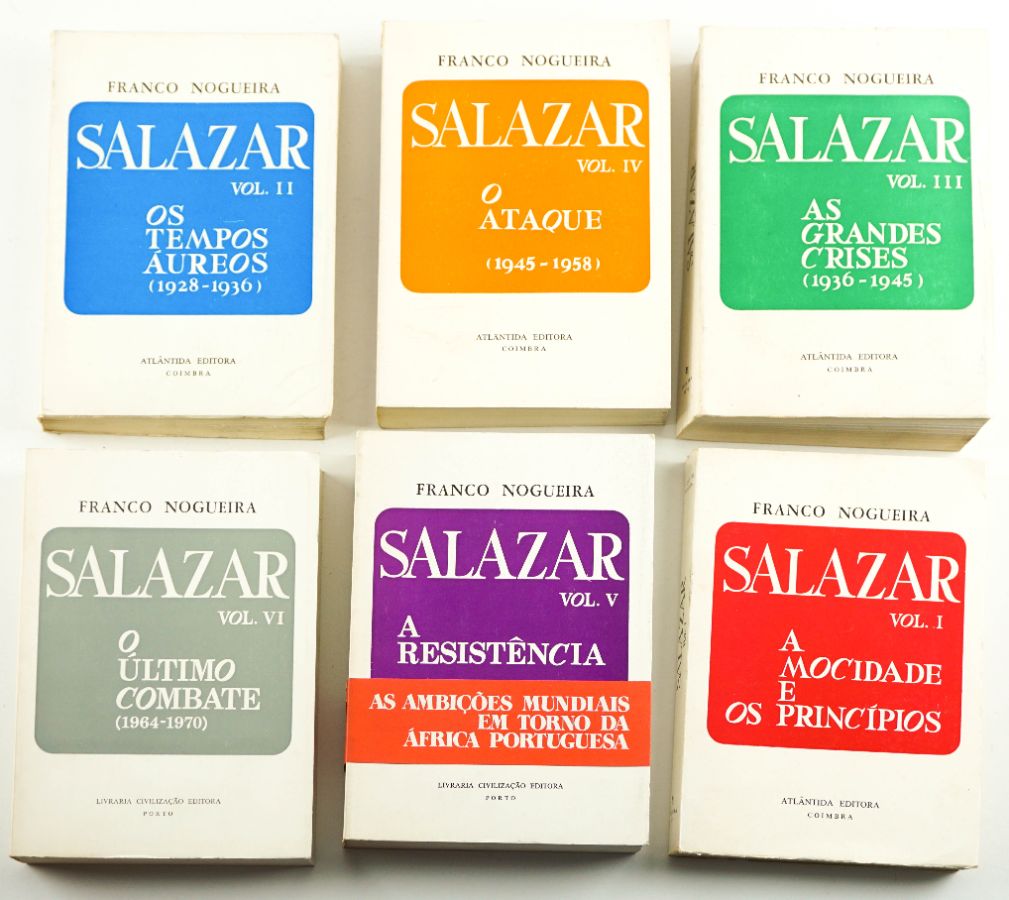 FRANCO NOGUEIRA
SALAZAR
VOL. II
OS
TEMPOS
ÁUREOS
(1928-1936)
ATLÂNTIDA EDITORA
COIMBRA
FRANCO NOGUEIRA
SALAZAR
VOL. IV
O
ATAQUE
(1945-1958)
ATLÂNTIDA EDITORA
COIMBRA
FRANCO NOGUEIRA
SALAZAR
VOL. III
AS
GRANDES
CRISES
(1936-1945)
ATLÂNTIDA EDITORA
COIMBRA
FRANCO NOGUEIRA
SALAZAR
VOL. VI
O
ÚLTIMO
COMBATE
(1964-1970)
LIVRARIA CIVILIZAÇÃO EDITORA
PORTO
FRANCO NOGUEIRA
SALAZAR
VOL. V
A
RESISTÊNCIA
AS AMBIÇÕES MUNDIAIS
EM TORNO DA
ÁFRICA PORTUGUESA
LIVRARIA CIVILIZAÇÃO EDITORA
PORTO
FRANCO NOGUEIRA
SALAZAR
VOL. I
A
MOCIDADE
E
OS PRINCÍPIOS
ATLÂNTIDA EDITORA
COIMBRA